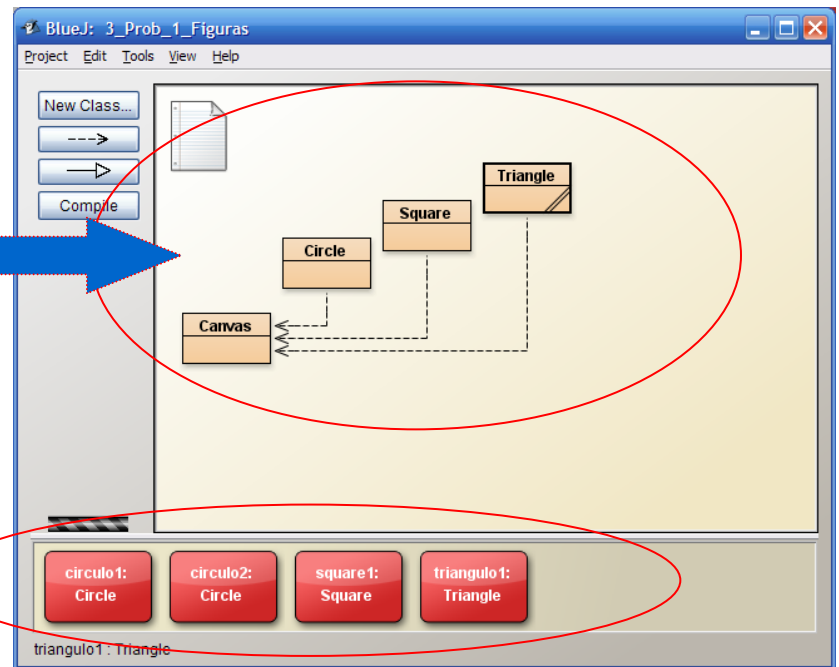 BlueJ: 3_Prob_1_Figuras
Project Edit Tools View Help
New Class...
Compile
Triangle
Square
Circle
Canvas
circulo1:
Circle
circulo2:
Circle
square1:
Square
triangulo1:
Triangle
triangulo1 : Triangle